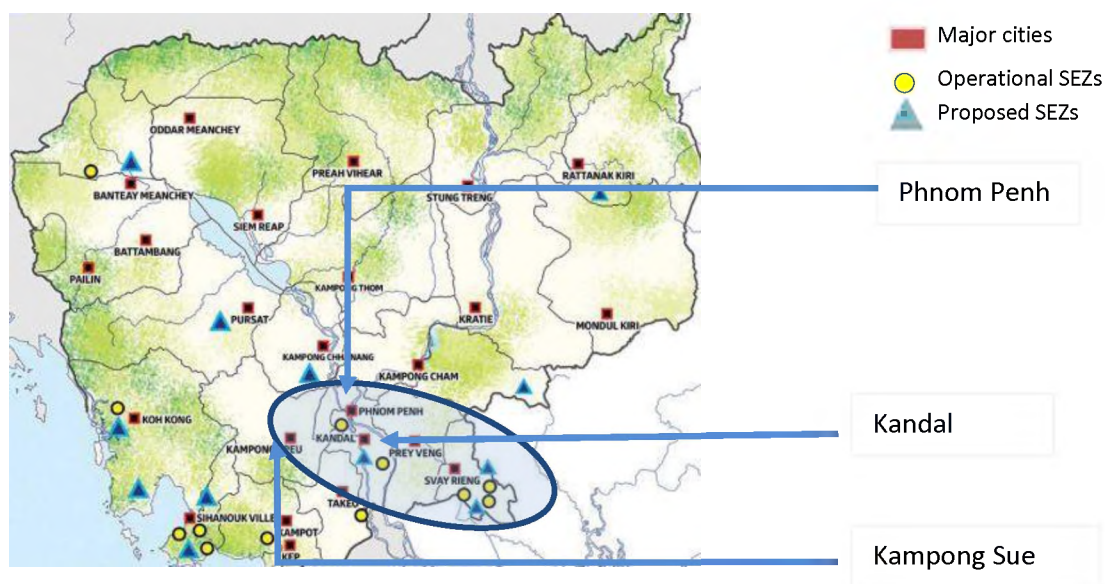 Major cities
Operational SEZs
Proposed SEZs
ODDAR MEANCHEY
PREAH VIHEAR
RATTANAK KIRI
BANTEAY MEANCHEY
STUNG TRENG
Phnom Penh
SIEM REAP
BATTAMBANG
PAILIN
KAMPONG THOM
PURSAT
KRATIE
MONDUL KIRI
KAMPONG CHHNANG
KAMPONG CHAM
KOH KONG
PHNOM PENH
Kandal
KANDAL
KAMPONG
EU
PREY VENG
SVAY RIENG
TAKEO
SIHANOUK VILLE
KAMPOT
KEP
Kampong Sue